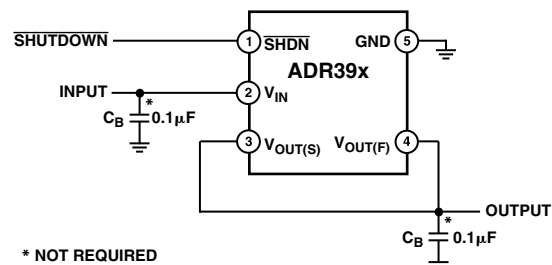 SHUTDOWN
1
SHDN
GND
5
ADR39x
INPUT
2
VIN
*
CB
0.1μF
3
VOUT(S)
VOUT(F)
4
OUTPUT
*
CB
0.1μF
* NOT REQUIRED